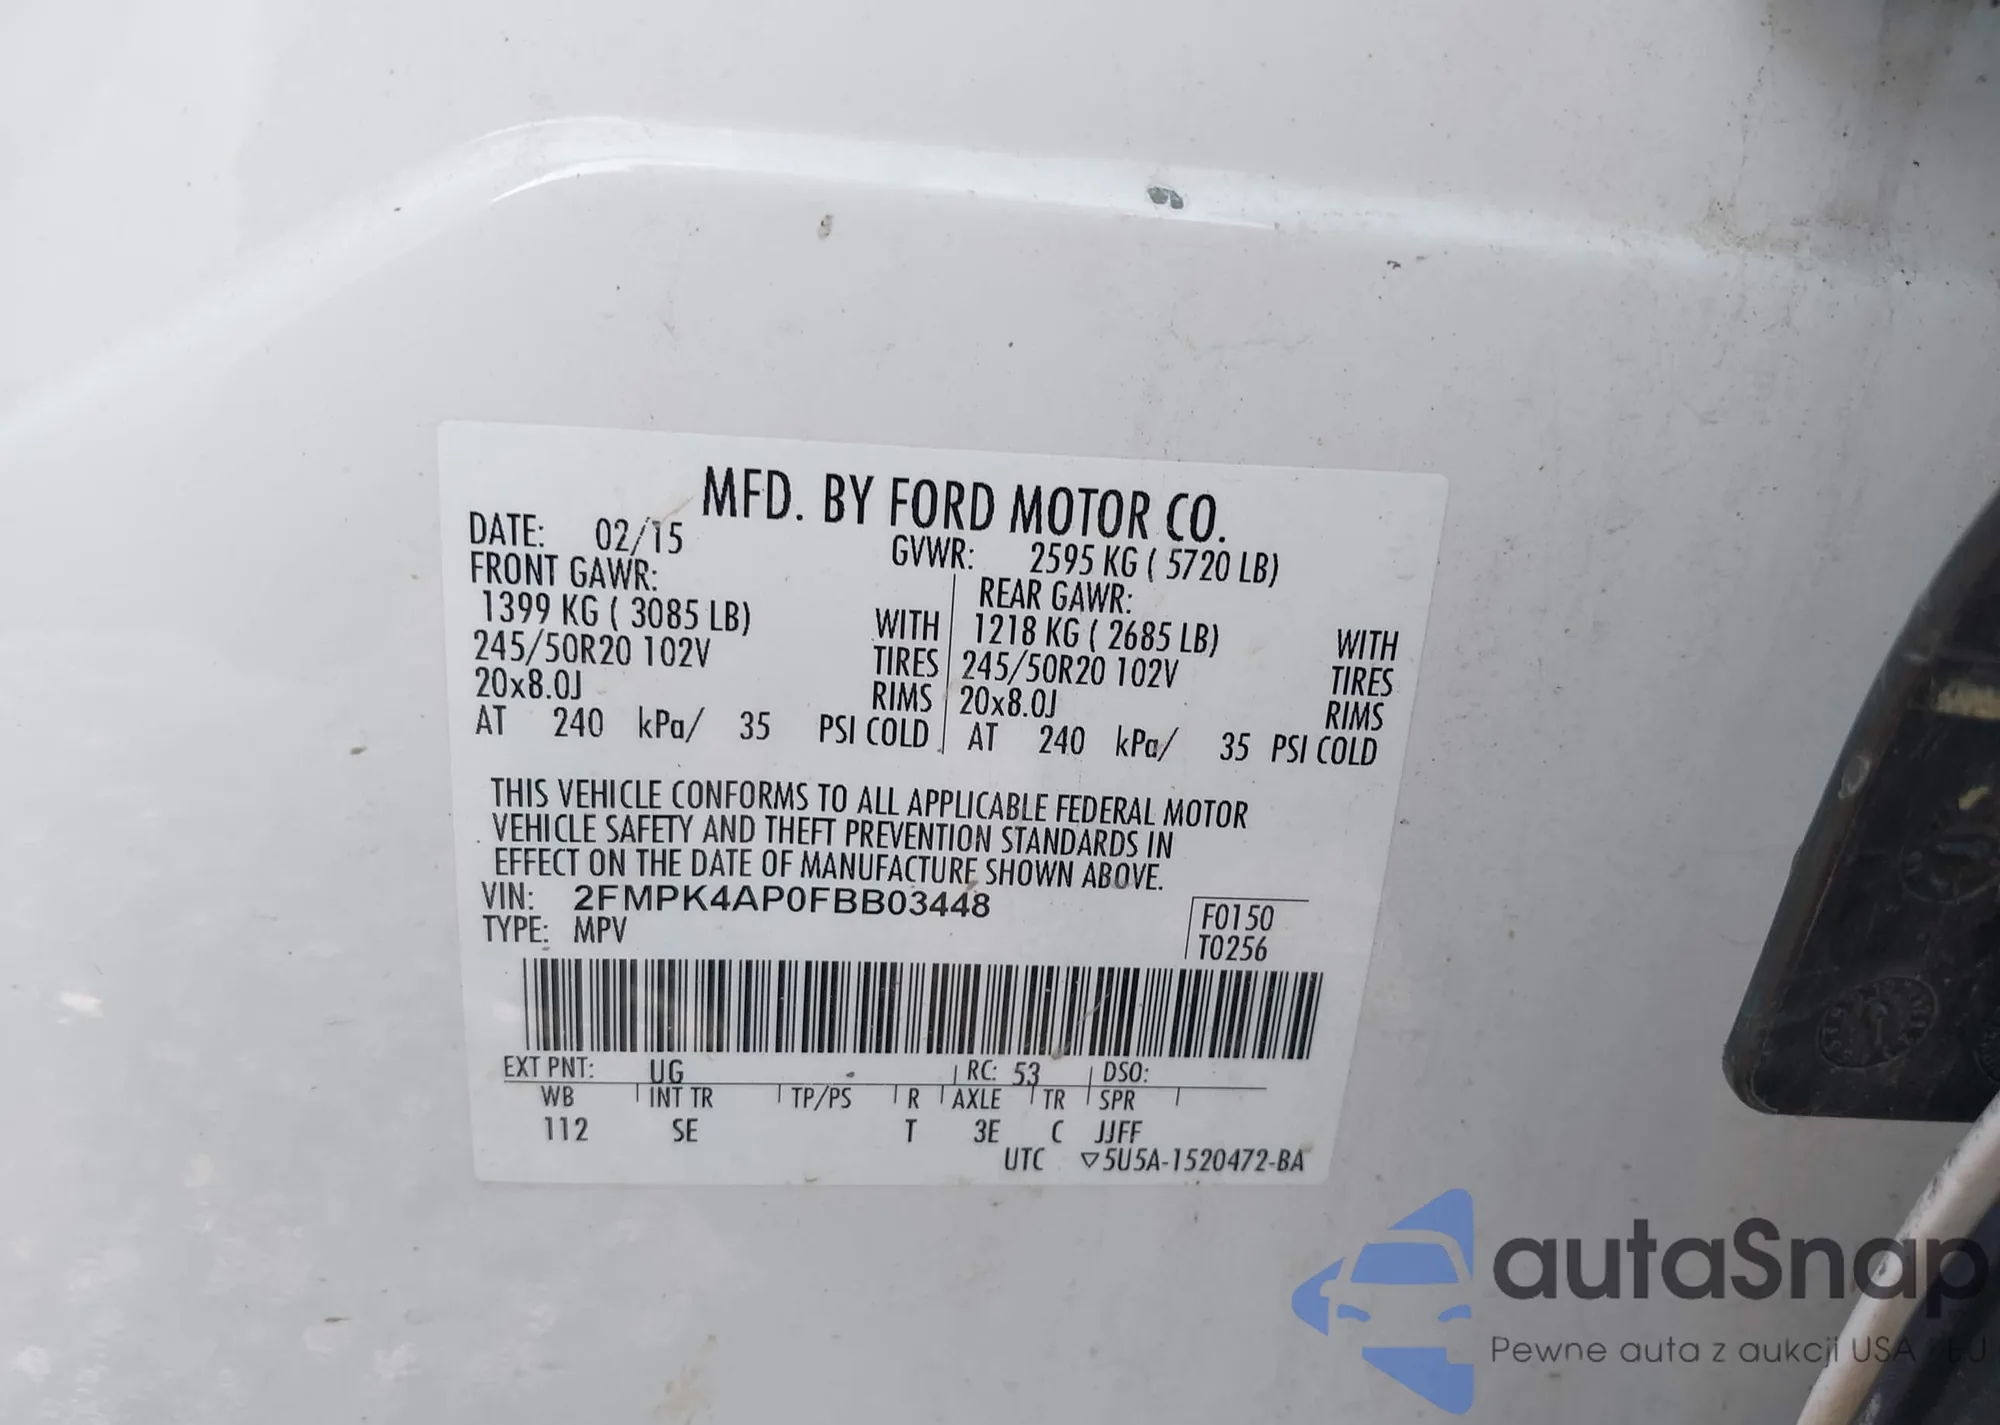 MFD. BY FORD MOTOR CO.
DATE: 02/15 GVWR: 2595 KG ( 5720 LB)
FRONT GAWR: REAR GAWR:
1399 KG ( 3085 LB) WITH 1218 KG ( 2685 LB) WITH
245/50R20 102V TIRES 245/50R20 102V TIRES
20x8.0J RIMS 20x8.0J RIMS
AT 240 kPa/ 35 PSI COLD AT 240 kPa/ 35 PSI COLD
THIS VEHICLE CONFORMS TO ALL APPLICABLE FEDERAL MOTOR
VEHICLE SAFETY AND THEFT PREVENTION STANDARDS IN
EFFECT ON THE DATE OF MANUFACTURE SHOWN ABOVE.
VIN: 2FMPK4AP0FBB03448
TYPE: MPV
F0150
T0256
EXT PNT: UG RC: 53 DSO:
WB INT TR TP/PS R AXLE TR SPR
112 SE T 3E C JJFF
UTC ▽5U5A-1520472-BA
autaSnap
Pewne auta z aukcji USA i EU